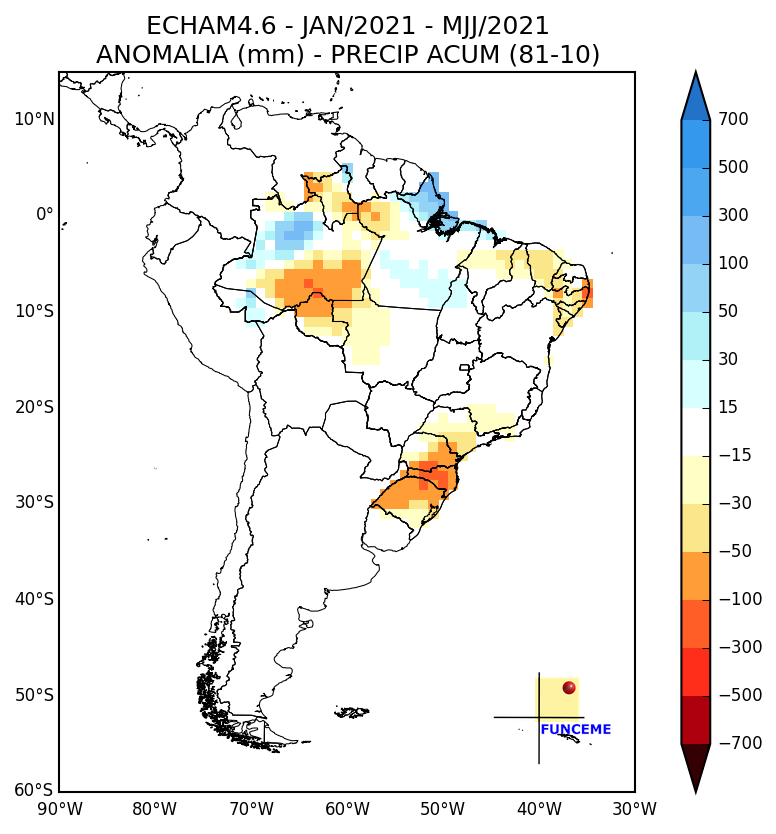 ECHAM4.6 - JAN/2021 - MJJ/2021
ANOMALIA (mm) - PRECIP ACUM (81-10)
10°N
0°
10°S
20°S
30°S
40°S
50°S
60°S
90°W 80°W 70°W 60°W 50°W 40°W 30°W
700
500
300
100
50
30
15
−15
−30
−50
−100
−300
−500
−700
FUNCEME